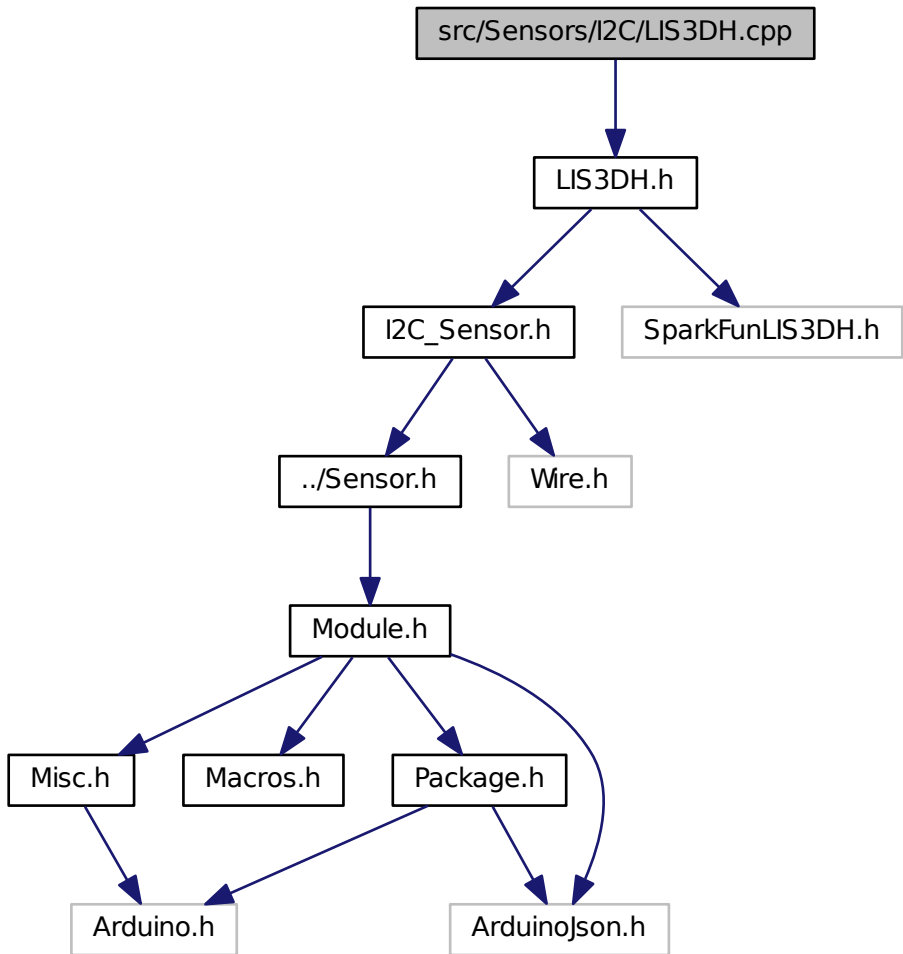 src/Sensors/I2C/LIS3DH.cpp
LIS3DH.h
I2C_Sensor.h
SparkFunLIS3DH.h
../Sensor.h
Wire.h
Module.h
Misc.h
Macros.h
Package.h
Arduino.h
ArduinoJson.h